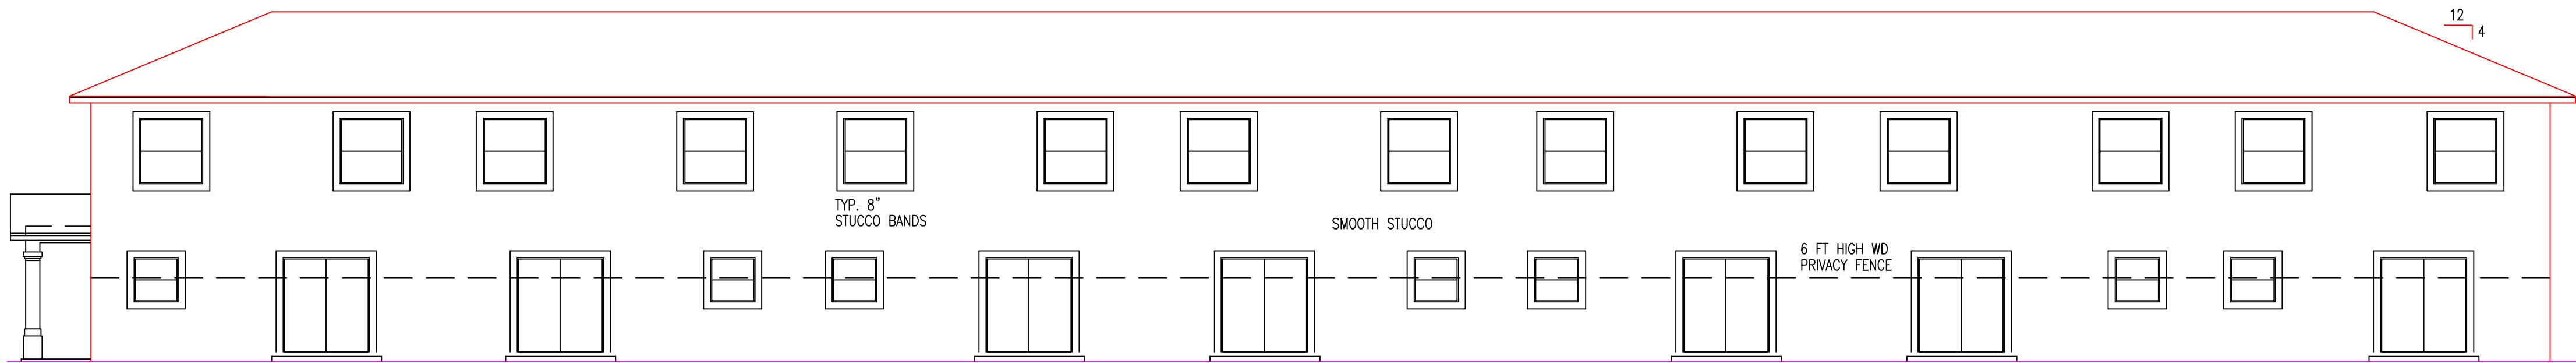 12
4
TYP. 8"
STUCCO BANDS
SMOOTH STUCCO
6 FT HIGH WD
PRIVACY FENCE